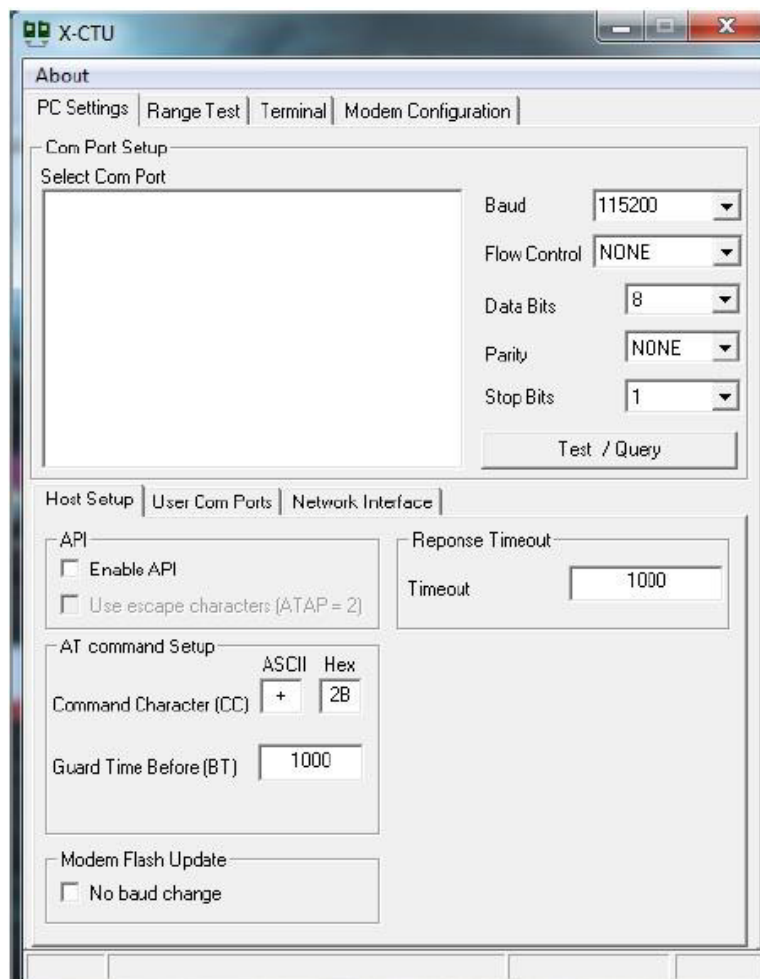 X-CTU
About
PC Settings Range Test Terminal Modem Configuration
Com Port Setup
Select Com Port
Baud 115200
Flow Control NONE
Data Bits 8
Parity NONE
Stop Bits 1
Test / Query
Host Setup User Com Ports Network Interface
API
Enable API
Use escape characters (ATAP = 2)
Reponse Timeout
Timeout 1000
AT command Setup
ASCII Hex
Command Character (CC) + 2B
Guard Time Before (BT) 1000
Modem Flash Update
No baud change